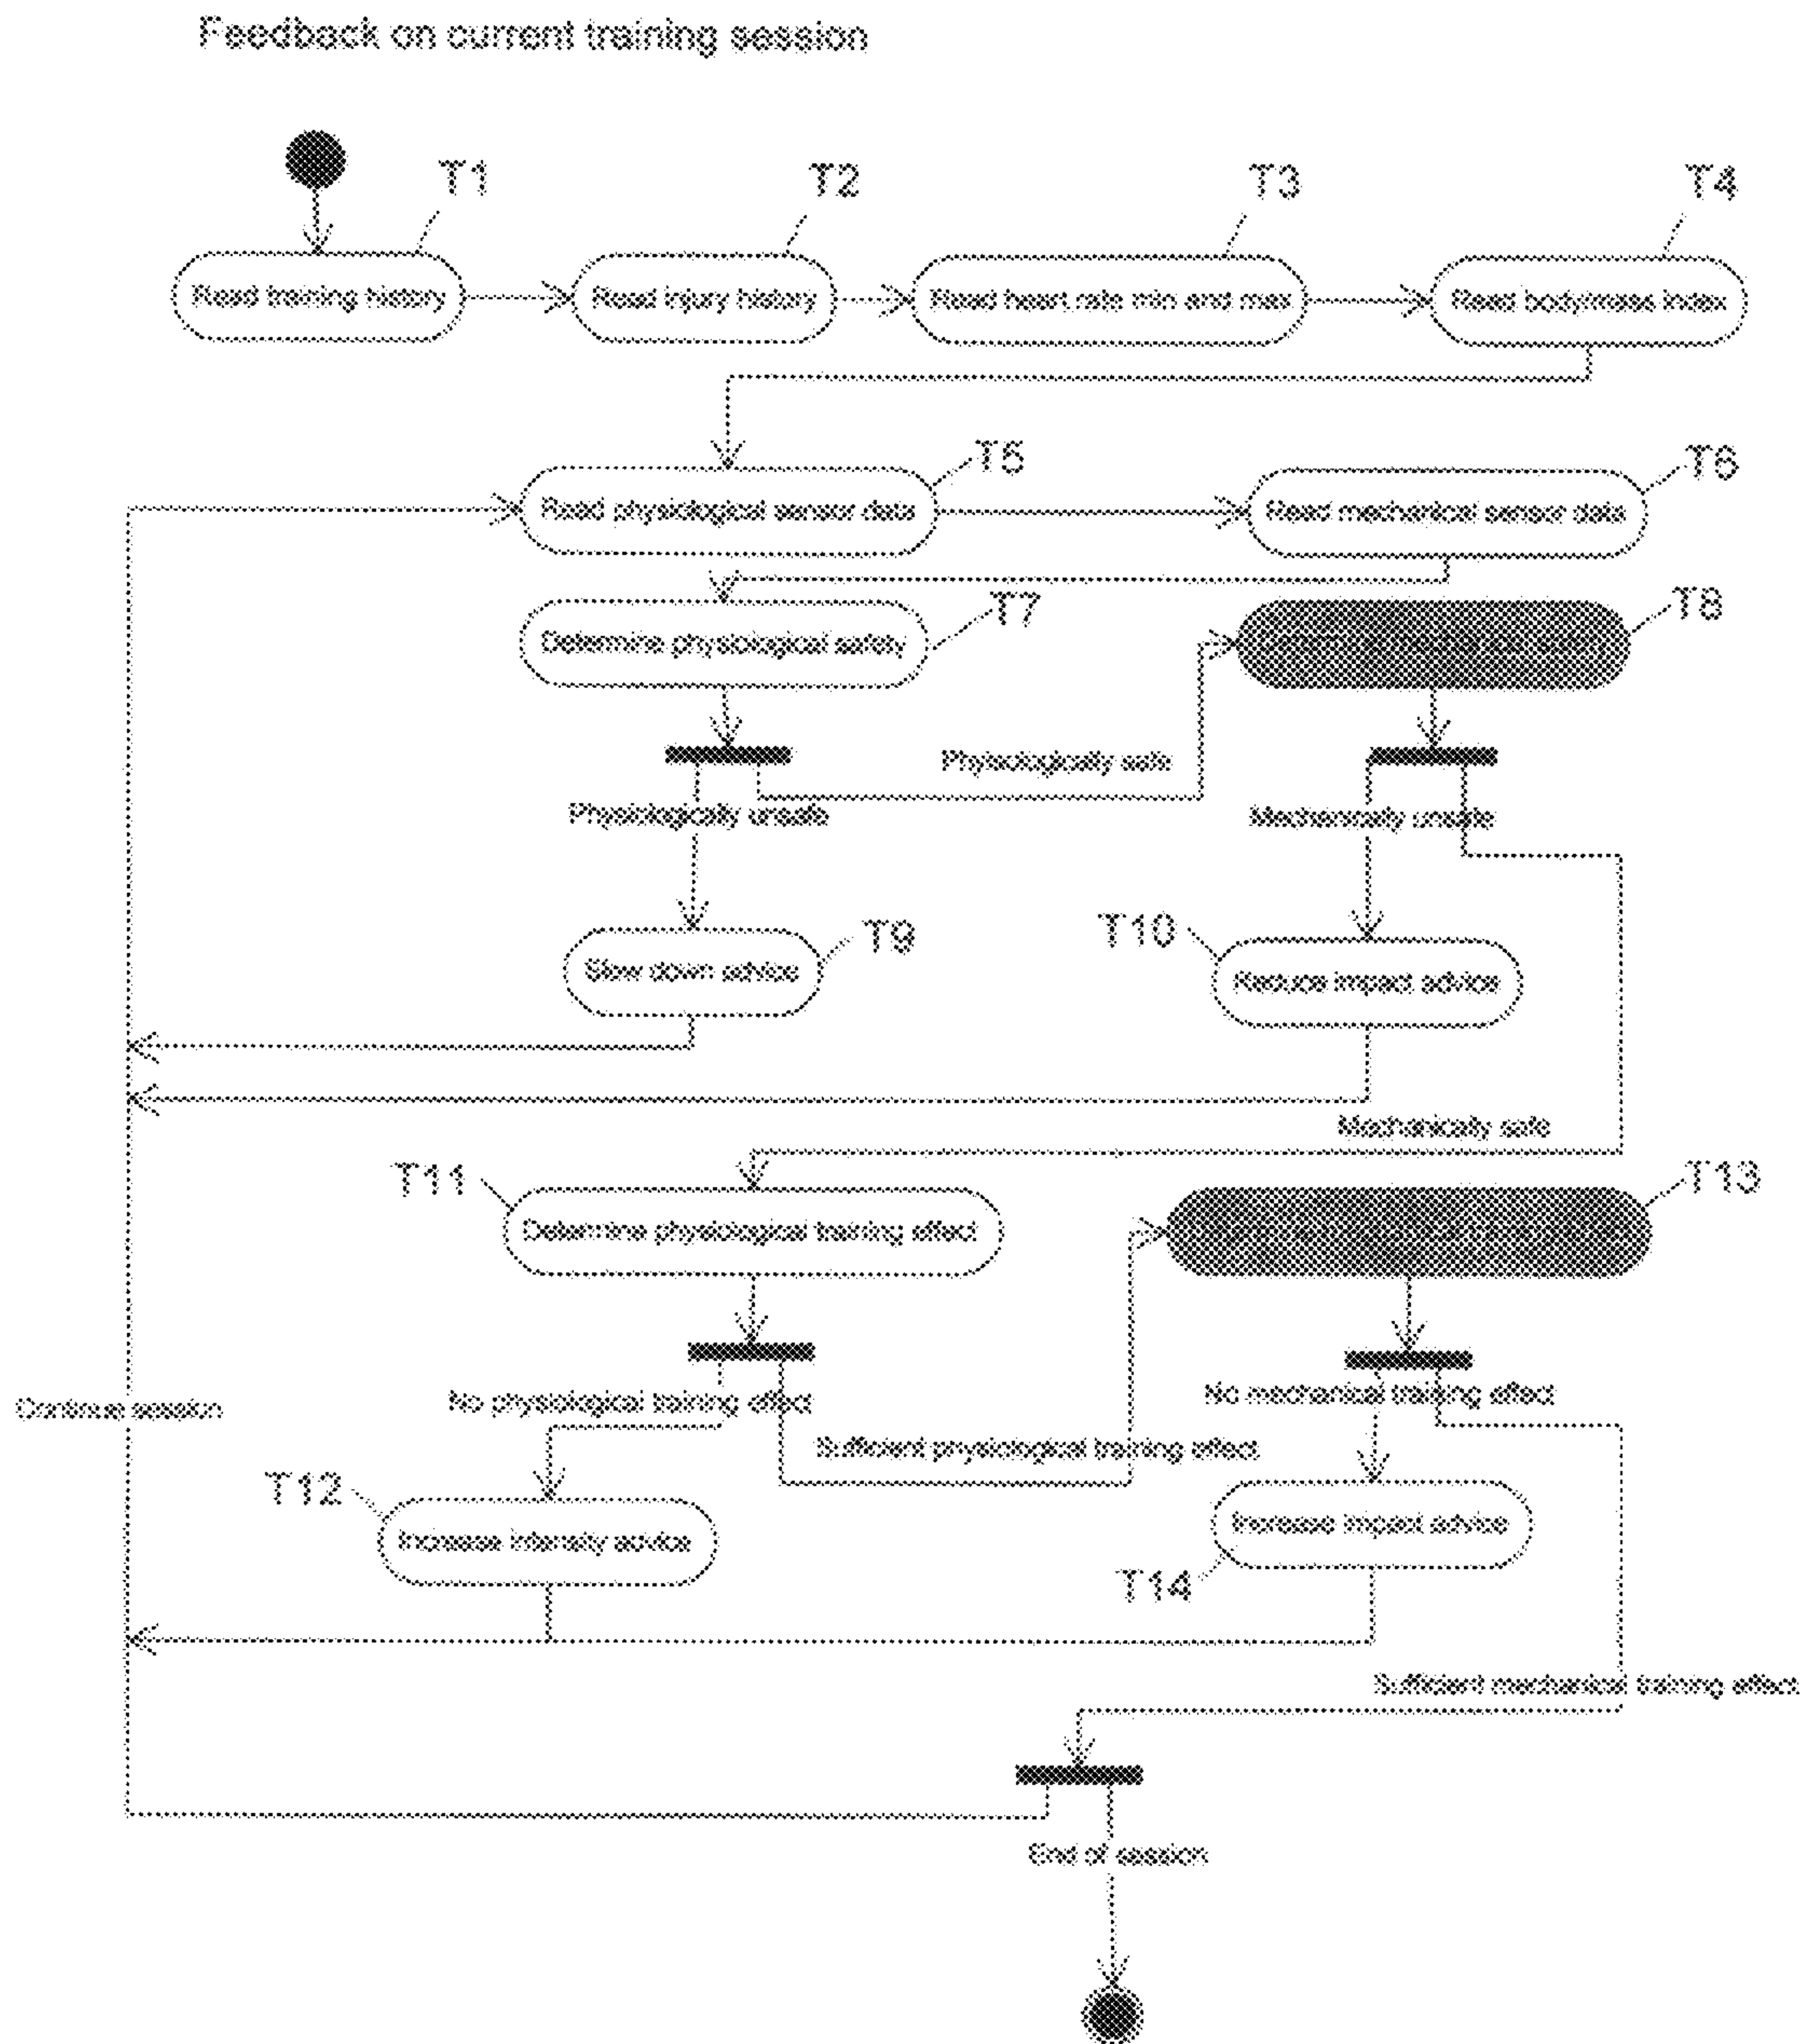 Feedback on current training session
T1
T2
T3
T4
Read training history
Read injury history
Read heart rate min and max
Read bodymass index
T5
T6
Read physiological sensor data
Read mechanical sensor data
T7
T8
Determine physiological safety
Physiologically safe
Physiologically unsafe
Mechanically unsafe
T9
T10
Slow down advice
Reduce impact advice
Mechanically safe
T11
T13
Determine physiological training effect
No physiological training effect
No mechanical training effect
Continue session
Sufficient physiological training effect
T12
Increase intensity advice
Increase impact advice
T14
Sufficient mechanical training effect
End of session